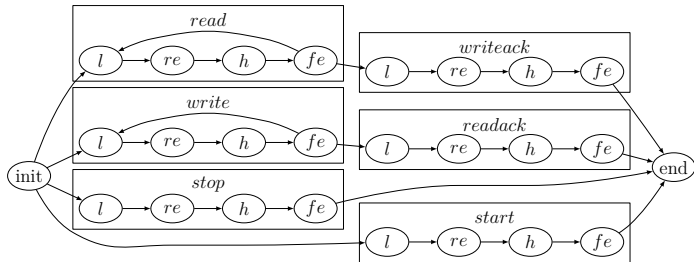 read
l re h fe
writeack
l re h fe
write
l re h fe
readack
l re h fe
init
end
stop
l re h fe
start
l re h fe